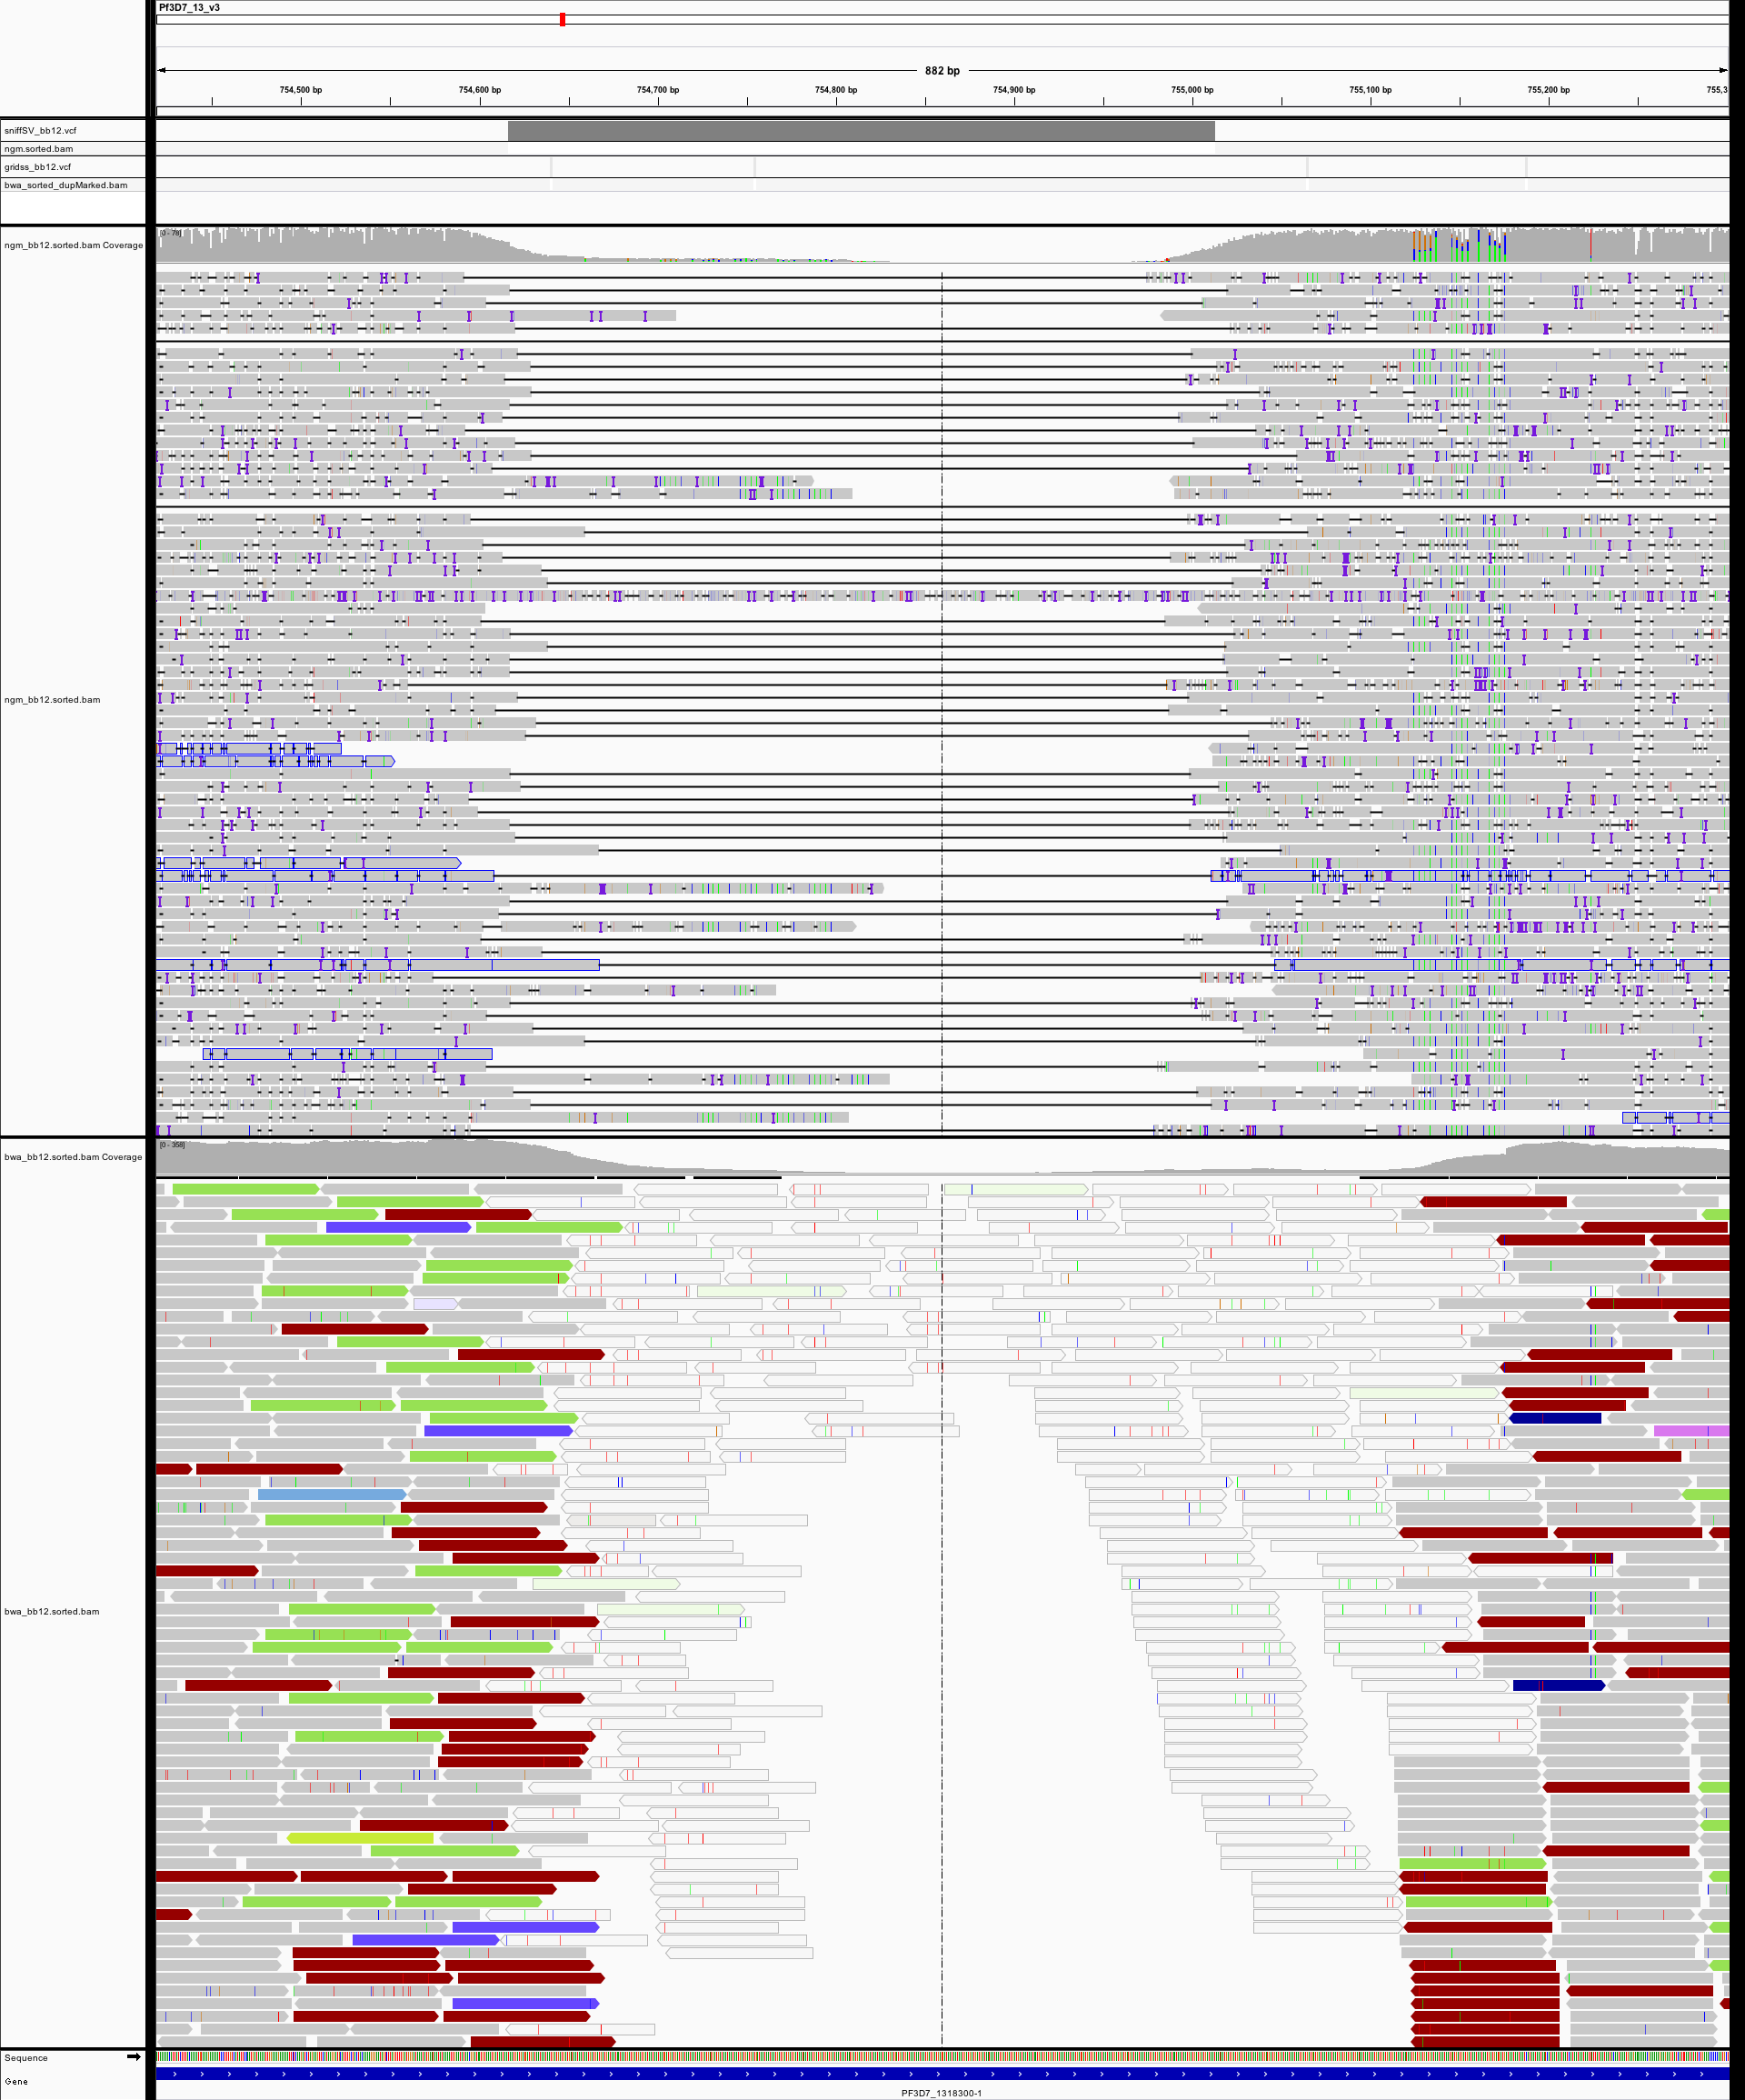 Pf3D7_13_v3
882 bp
754,500 bp 754,600 bp 754,700 bp 754,800 bp 754,900 bp 755,000 bp 755,100 bp 755,200 bp 755,3
sniffSV_bb12.vcf
ngm.sorted.bam
gridss_bb12.vcf
bwa_sorted_dupMarked.bam
ngm_bb12.sorted.bam Coverage
[0 - 79]
ngm_bb12.sorted.bam
bwa_bb12.sorted.bam Coverage
[0 - 358]
bwa_bb12.sorted.bam
Sequence
Gene
PF3D7_1318300-1